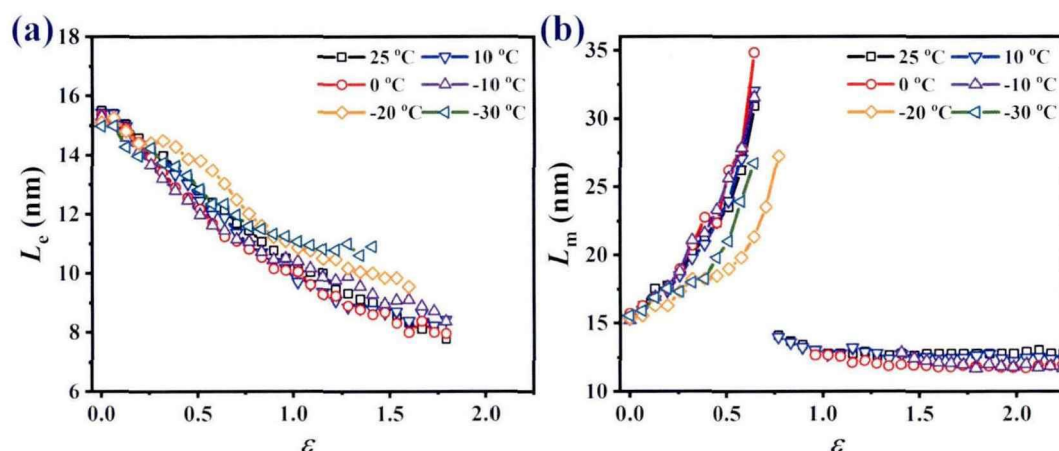 (a)
18
16
14
12
10
8
6
Lₑ (nm)
25 °C 10 °C
0 °C -10 °C
-20 °C -30 °C
0.0 0.5 1.0 1.5 2.0
ε
(b)
35
30
25
20
15
10
Lₘ (nm)
25 °C 10 °C
0 °C -10 °C
-20 °C -30 °C
0.0 0.5 1.0 1.5 2.0
ε